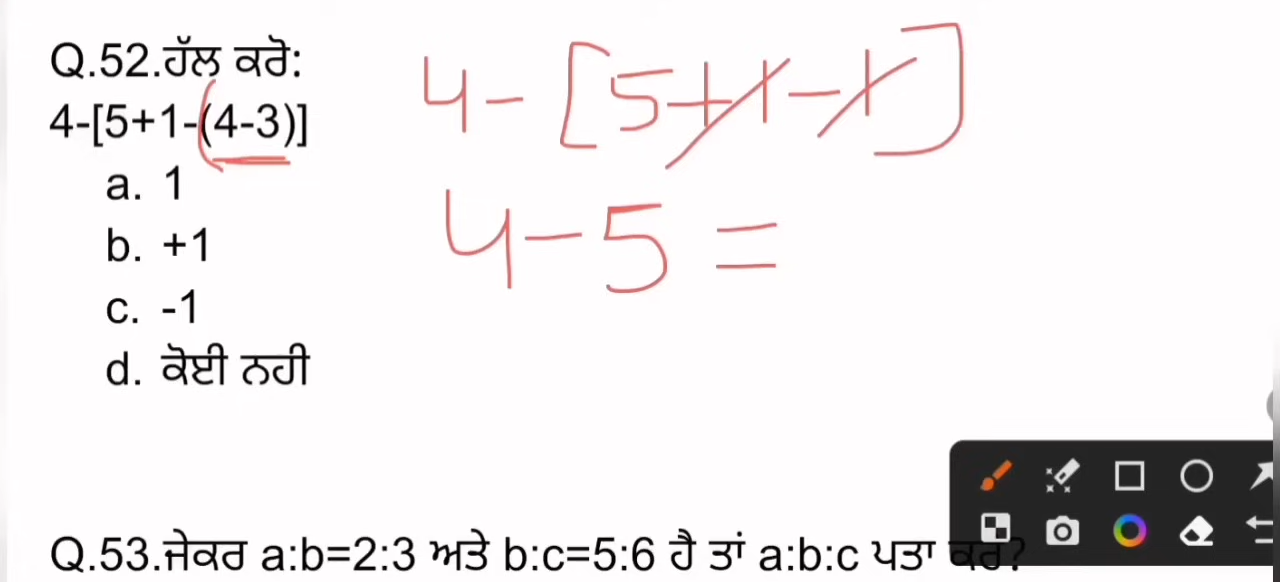 Q.52.ਹੱਲ ਕਰੋ:
4-[5+1-(4-3)]
a. 1
b. +1
c. -1
d. ਕੋਈ ਨਹੀ
4-[5+1-1]
4-5=
Q.53.ਜੇਕਰ a:b=2:3 ਅਤੇ b:c=5:6 ਹੈ ਤਾਂ a:b:c ਪਤਾ ਕਰੋ?